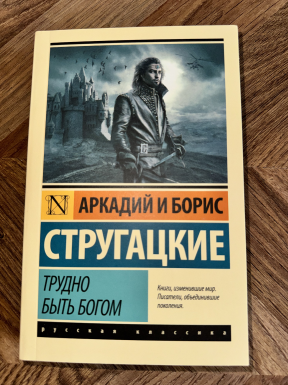 N
АРКАДИЙ И БОРИС
СТРУГАЦКИЕ
ТРУДНО
БЫТЬ БОГОМ
Книги, изменившие мир.
Писатели, объединившие
поколения.
русская классика